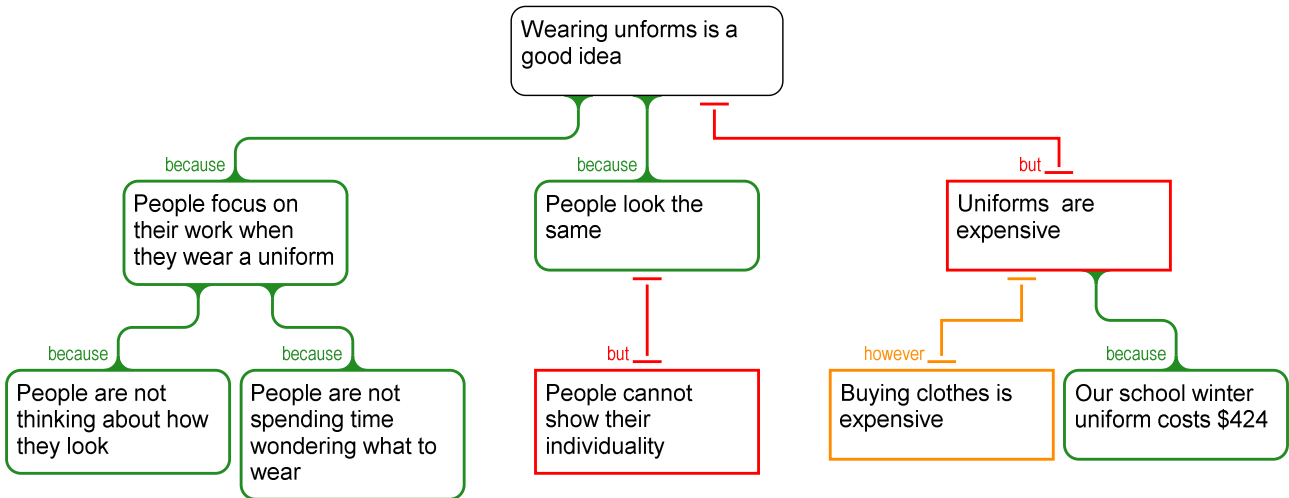 Wearing unforms is a
good idea
because
People focus on
their work when
they wear a uniform
because
People look the
same
but
Uniforms  are
expensive
because
People are not
thinking about how
they look
because
People are not
spending time
wondering what to
wear
but
People cannot
show their
individuality
however
Buying clothes is
expensive
because
Our school winter
uniform costs $424